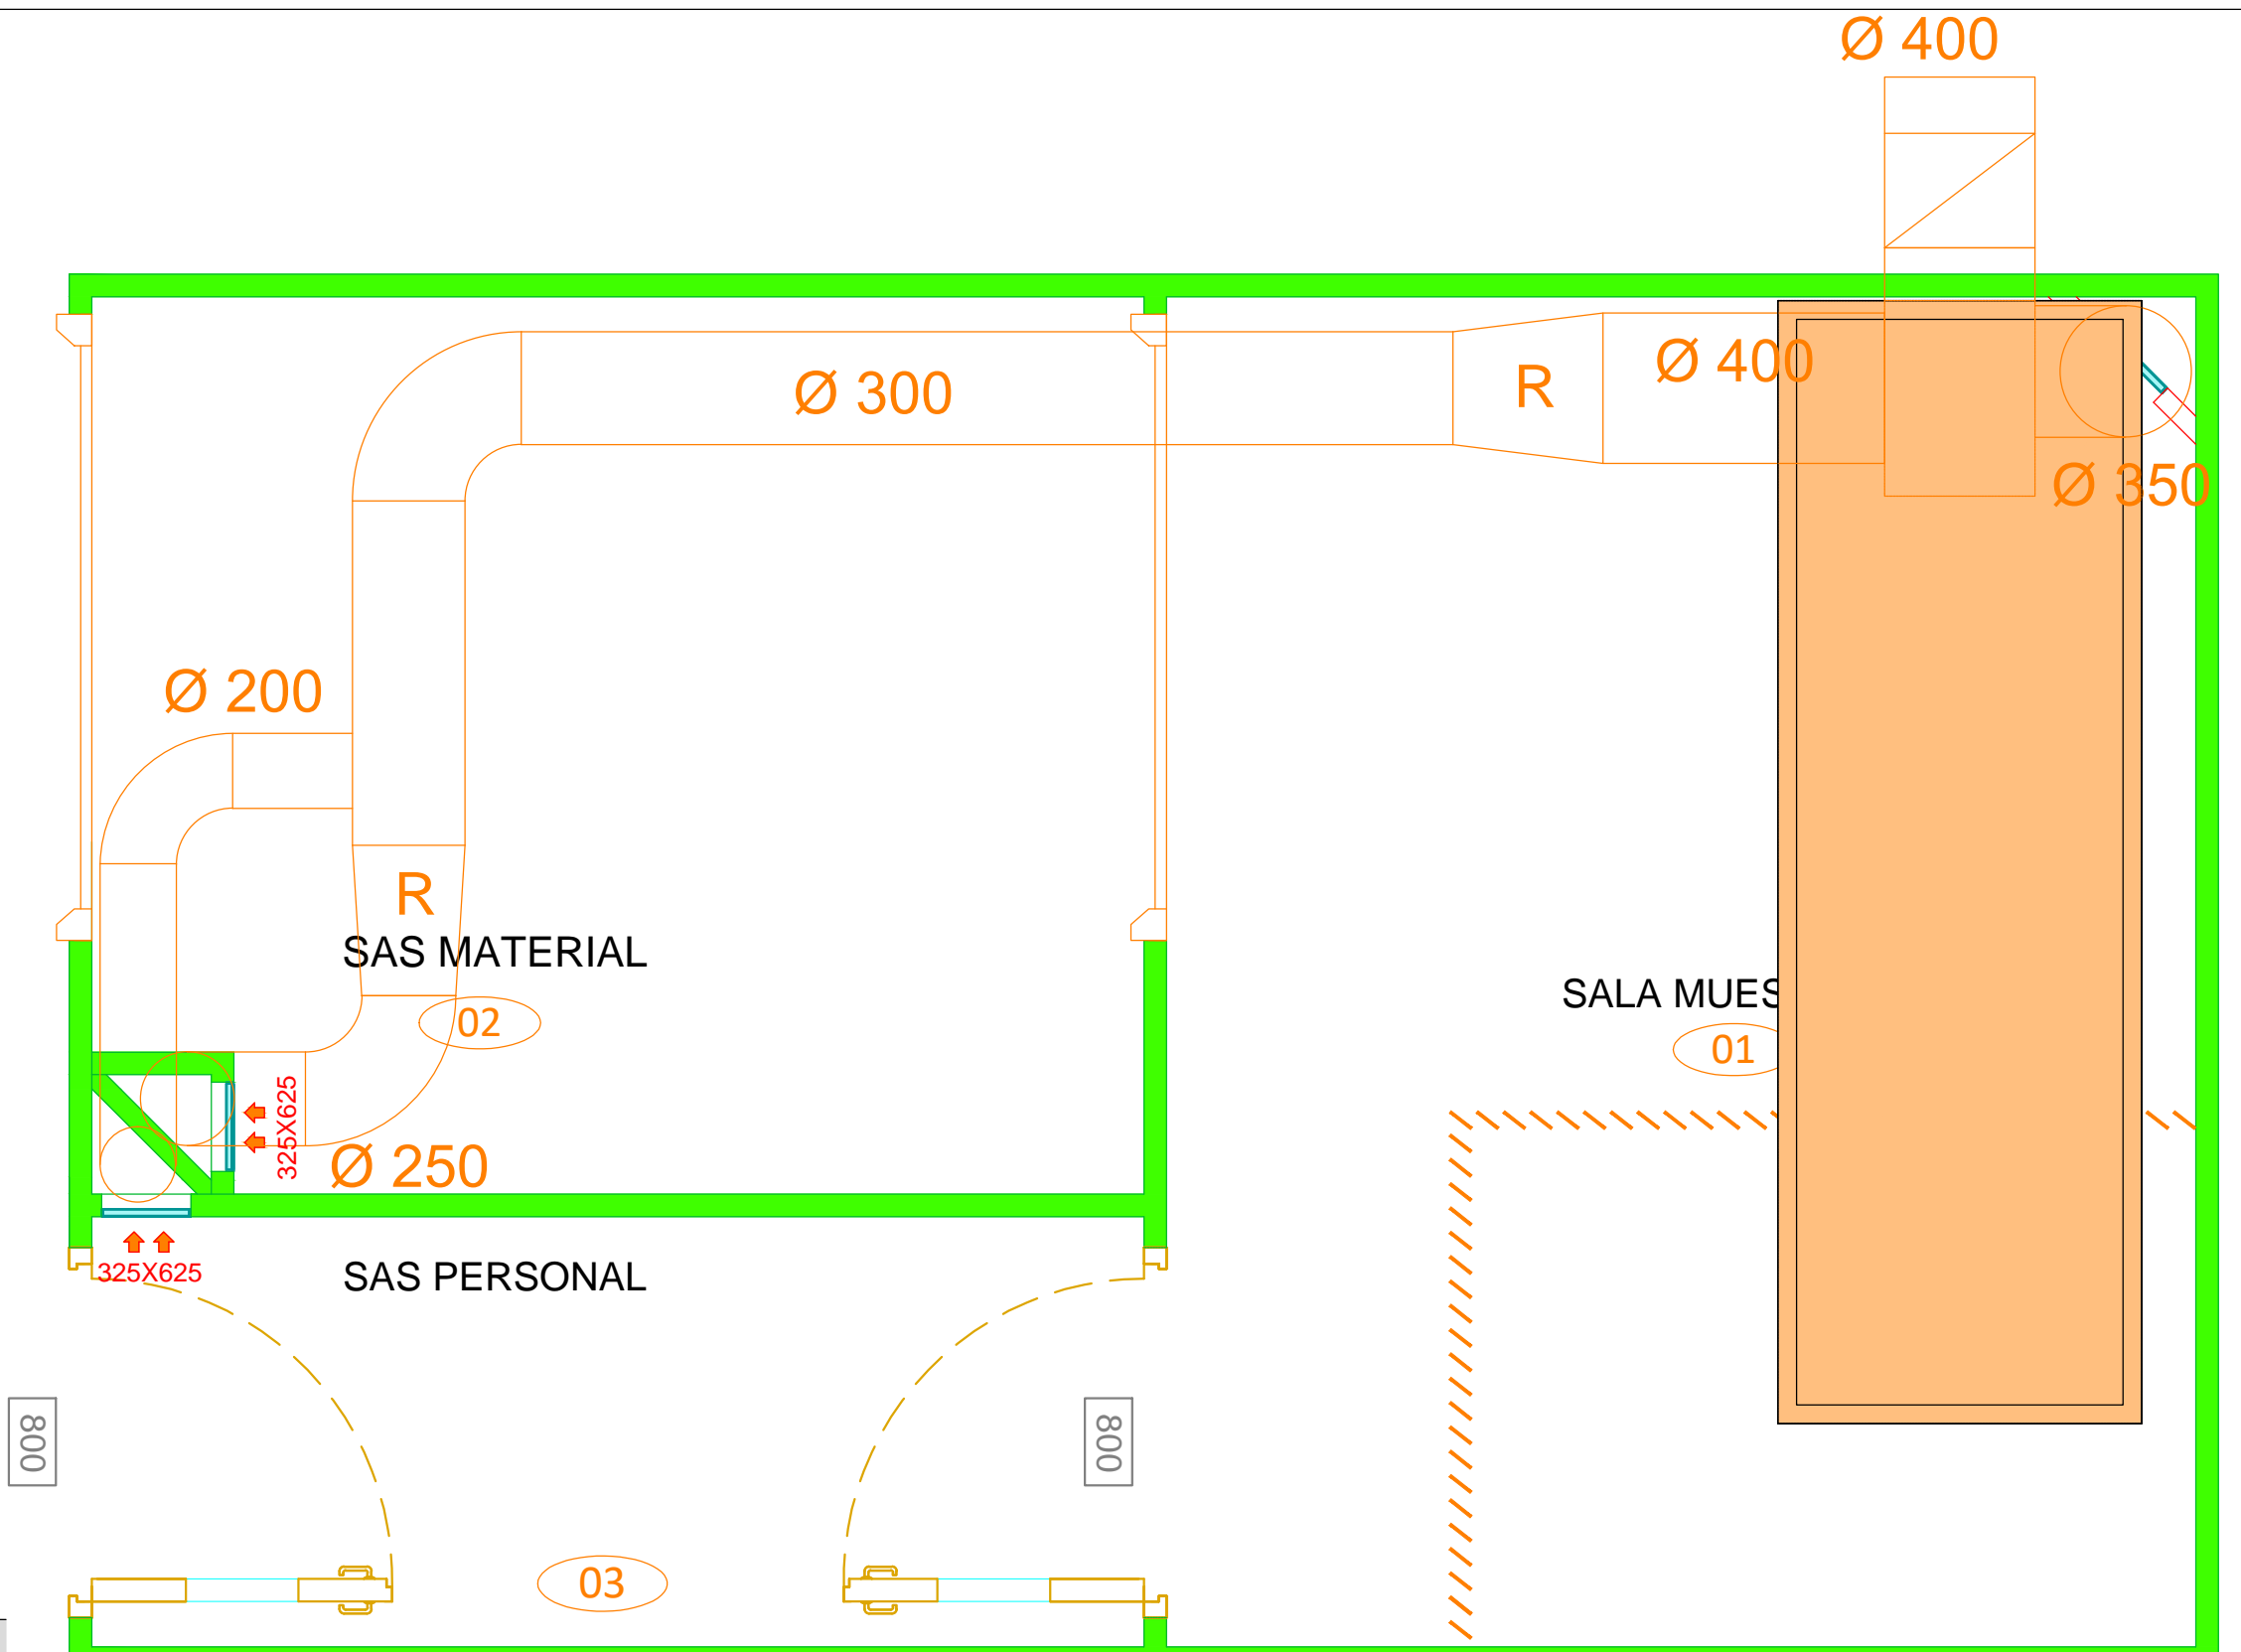 Ø 400
Ø 300
R
Ø 400
Ø 350
Ø 200
R
SAS MATERIAL
02
SALA MUES
01
325X625
Ø 250
325X625
SAS PERSONAL
800
800
03